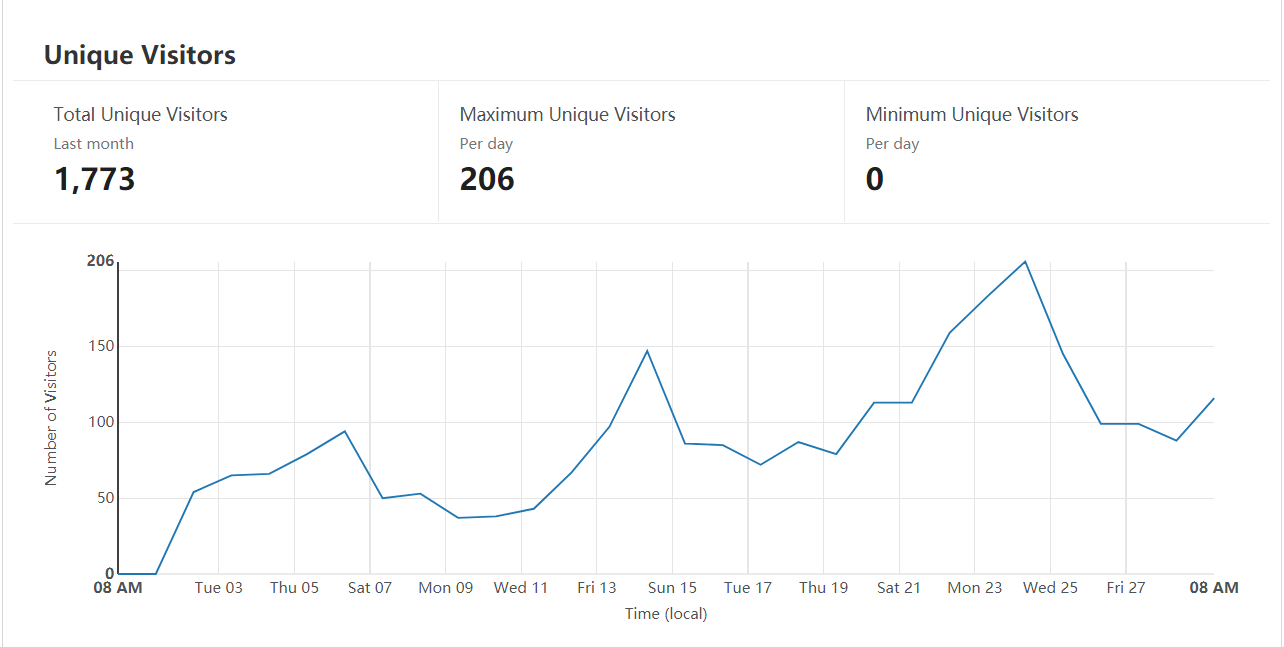 Unique Visitors
Total Unique Visitors
Last month
1,773
Maximum Unique Visitors
Per day
206
Minimum Unique Visitors
Per day
0
206
150
100
50
0
Number of Visitors
08 AM Tue 03 Thu 05 Sat 07 Mon 09 Wed 11 Fri 13 Sun 15 Tue 17 Thu 19 Sat 21 Mon 23 Wed 25 Fri 27 08 AM
Time (local)